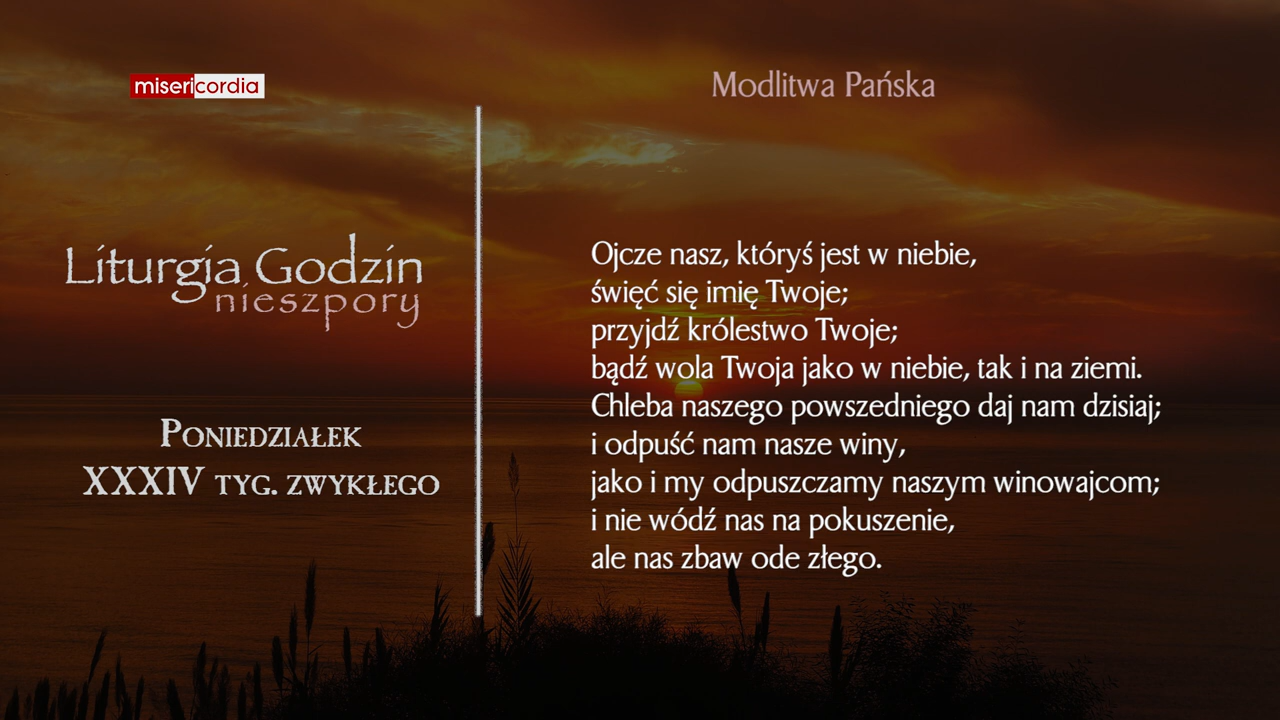 misericordia
Liturgia Godzin
nieszpory
Poniedziałek
XXXIV tyg. zwykłego
Modlitwa Pańska
Ojcze nasz, któryś jest w niebie,
święć się imię Twoje;
przyjdź królestwo Twoje;
bądź wola Twoja jako w niebie, tak i na ziemi.
Chleba naszego powszedniego daj nam dzisiaj;
i odpuść nam nasze winy,
jako i my odpuszczamy naszym winowajcom;
i nie wódź nas na pokuszenie,
ale nas zbaw ode złego.